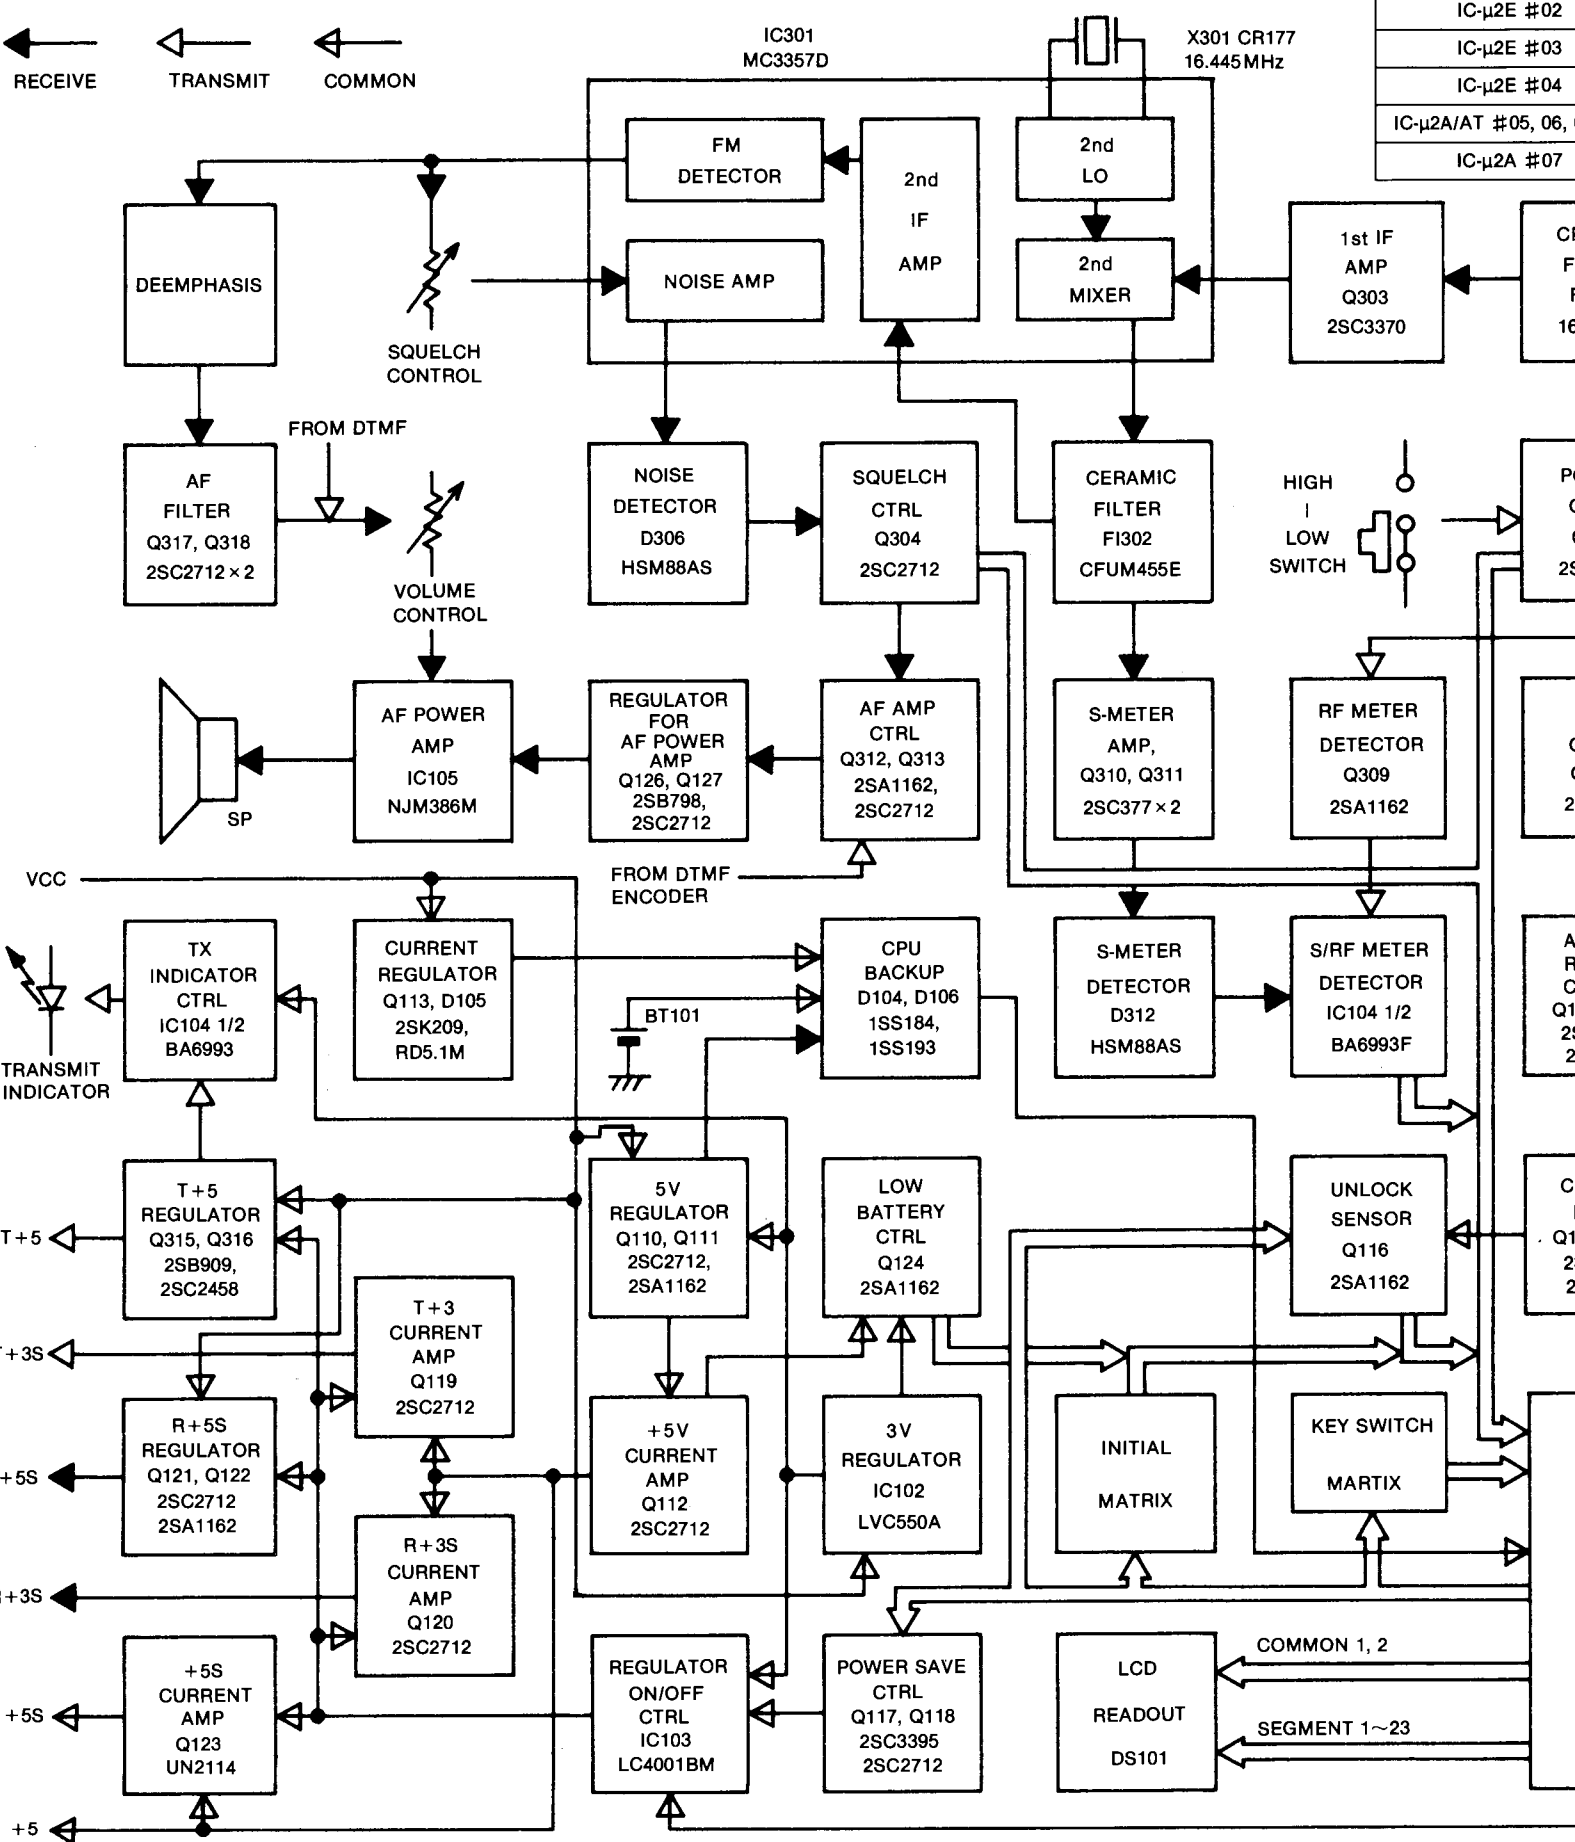 IC-µ2E #02
IC301
X301 CR177
IC-µ2E #03
MC3357D
16.445MHz
RECEIVE
TRANSMIT
COMMON
IC-µ2E #04
IC-µ2A/AT #05, 06,
IC-µ2A #07
FM
DETECTOR
2nd
IF
AMP
2nd
LO
NOISE AMP
2nd
MIXER
1st IF
AMP
Q303
2SC3370
DEEMPHASIS
SQUELCH
CONTROL
FROM DTMF
AF
FILTER
Q317, Q318
2SC2712×2
VOLUME
CONTROL
NOISE
DETECTOR
D306
HSM88AS
SQUELCH
CTRL
Q304
2SC2712
CERAMIC
FILTER
FI302
CFUM455E
HIGH
|
LOW
SWITCH
SP
AF POWER
AMP
IC105
NJM386M
REGULATOR
FOR
AF POWER
AMP
Q126, Q127
2SB798,
2SC2712
AF AMP
CTRL
Q312, Q313
2SA1162,
2SC2712
S-METER
AMP,
Q310, Q311
2SC377×2
RF METER
DETECTOR
Q309
2SA1162
VCC
FROM DTMF
ENCODER
TRANSMIT
INDICATOR
TX
INDICATOR
CTRL
IC104 1/2
BA6993
CURRENT
REGULATOR
Q113, D105
2SK209,
RD5.1M
BT101
CPU
BACKUP
D104, D106
1SS184,
1SS193
S-METER
DETECTOR
D312
HSM88AS
S/RF METER
DETECTOR
IC104 1/2
BA6993F
T+5
T+5
REGULATOR
Q315, Q316
2SB909,
2SC2458
5V
REGULATOR
Q110, Q111
2SC2712,
2SA1162
LOW
BATTERY
CTRL
Q124
2SA1162
UNLOCK
SENSOR
Q116
2SA1162
+3S
T+3
CURRENT
AMP
Q119
2SC2712
+5S
R+5S
REGULATOR
Q121, Q122
2SC2712
2SA1162
+5V
CURRENT
AMP
Q112
2SC2712
3V
REGULATOR
IC102
LVC550A
INITIAL
MATRIX
KEY SWITCH
MARTIX
+3S
R+3S
CURRENT
AMP
Q120
2SC2712
+5S
+5S
CURRENT
AMP
Q123
UN2114
REGULATOR
ON/OFF
CTRL
IC103
LC4001BM
POWER SAVE
CTRL
Q117, Q118
2SC3395
2SC2712
LCD
READOUT
DS101
COMMON 1, 2
SEGMENT 1~23
+5